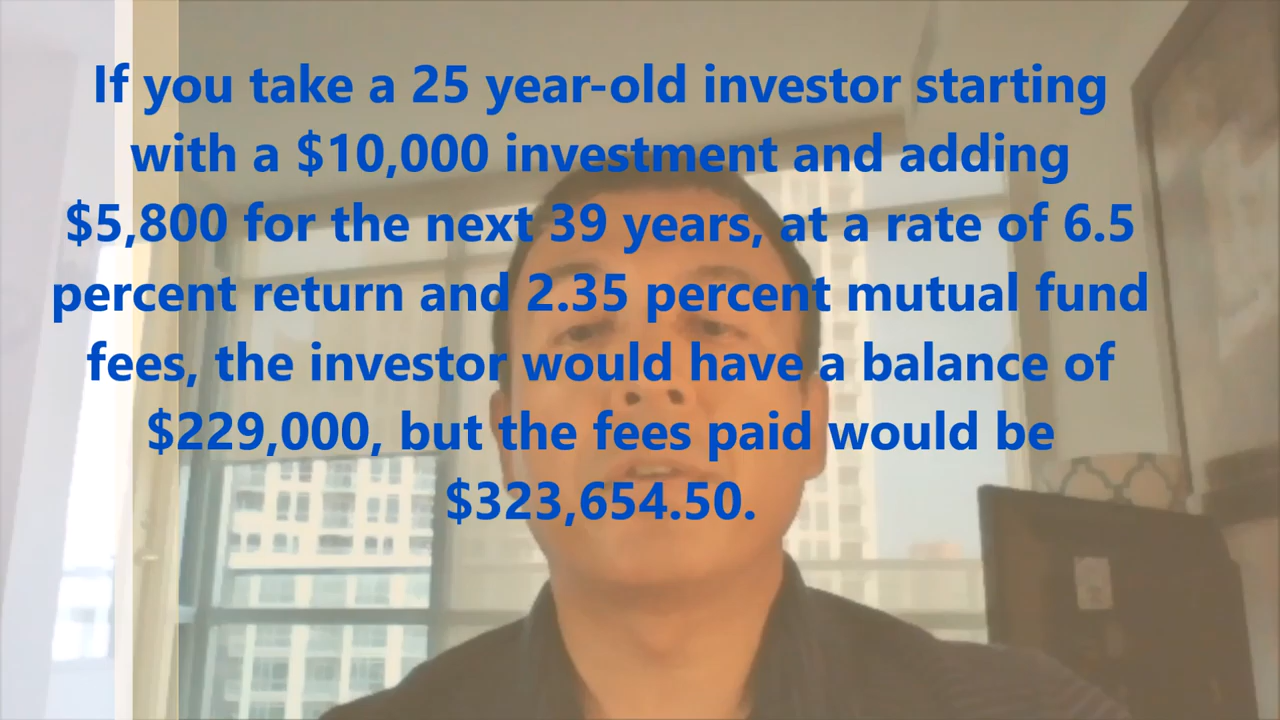 If you take a 25 year-old investor starting
with a $10,000 investment and adding
$5,800 for the next 39 years, at a rate of 6.5
percent return and 2.35 percent mutual fund
fees, the investor would have a balance of
$229,000, but the fees paid would be
$323,654.50.